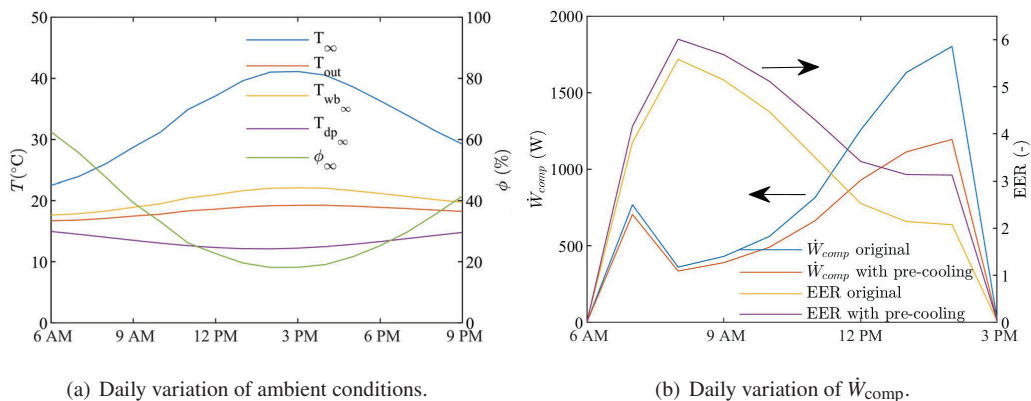 50
40
30
20
10
0
T(°C)
100
80
60
40
20
0
ϕ (%)
T∞
Tout
Twb∞
Tdp∞
ϕ∞
6 AM 9 AM 12 PM 3 PM 6 PM 9 PM
(a) Daily variation of ambient conditions.
2000
1500
1000
500
0
Ẇcomp (W)
6
5
4
3
2
1
0
EER (-)
Ẇcomp original
Ẇcomp with pre-cooling
EER original
EER with pre-cooling
6 AM 9 AM 12 PM 3 PM
(b) Daily variation of Ẇcomp.